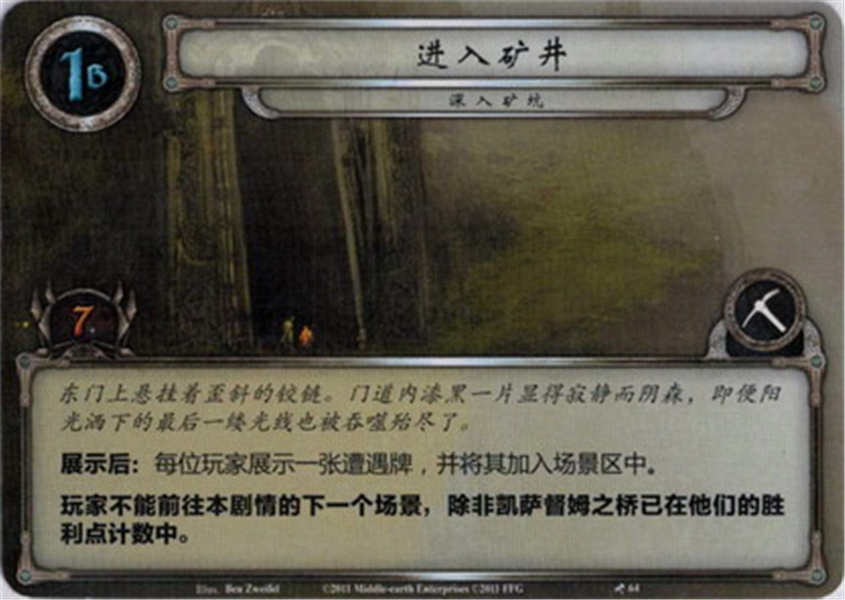 1B
进入矿井
深入矿坑
7
东门上悬挂着歪斜的铰链。门道内漆黑一片显得寂静而阴森，即便阳
光洒下的最后一缕光线也被吞噬殆尽了。
展示后：每位玩家展示一张遭遇牌，并将其加入场景区中。
玩家不能前往本剧情的下一个场景，除非凯萨督姆之桥已在他们的胜
利点计数中。
Illus. Ben Zweifel ©2011 Middle-earth Enterprises ©2011 FFG 64